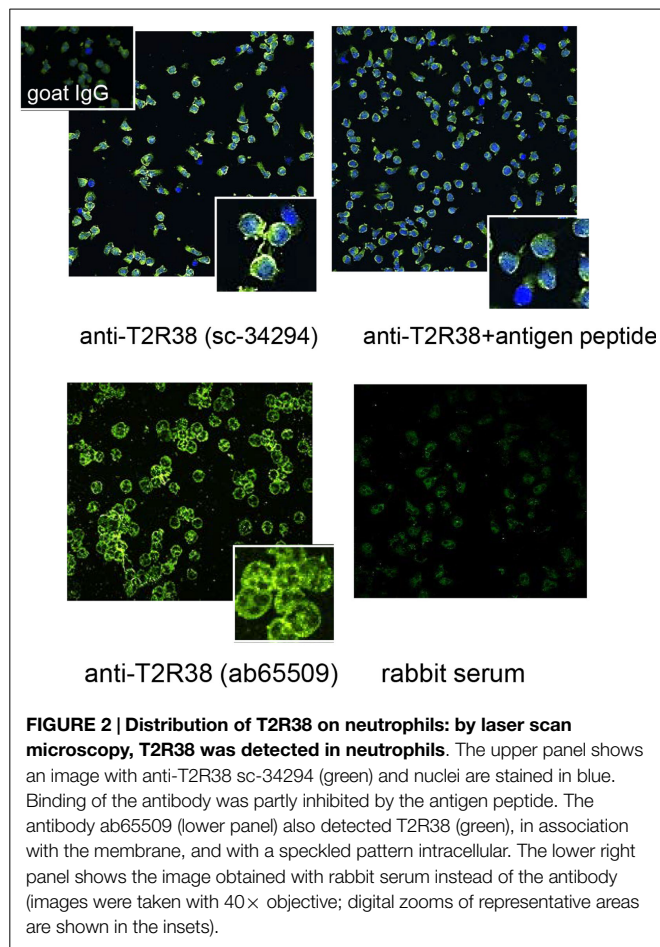 goat IgG
anti-T2R38 (sc-34294)
anti-T2R38+antigen peptide
anti-T2R38 (ab65509)
rabbit serum
FIGURE 2 | Distribution of T2R38 on neutrophils: by laser scan
microscopy, T2R38 was detected in neutrophils. The upper panel shows
an image with anti-T2R38 sc-34294 (green) and nuclei are stained in blue.
Binding of the antibody was partly inhibited by the antigen peptide. The
antibody ab65509 (lower panel) also detected T2R38 (green), in association
with the membrane, and with a speckled pattern intracellular. The lower right
panel shows the image obtained with rabbit serum instead of the antibody
(images were taken with 40× objective; digital zooms of representative areas
are shown in the insets).